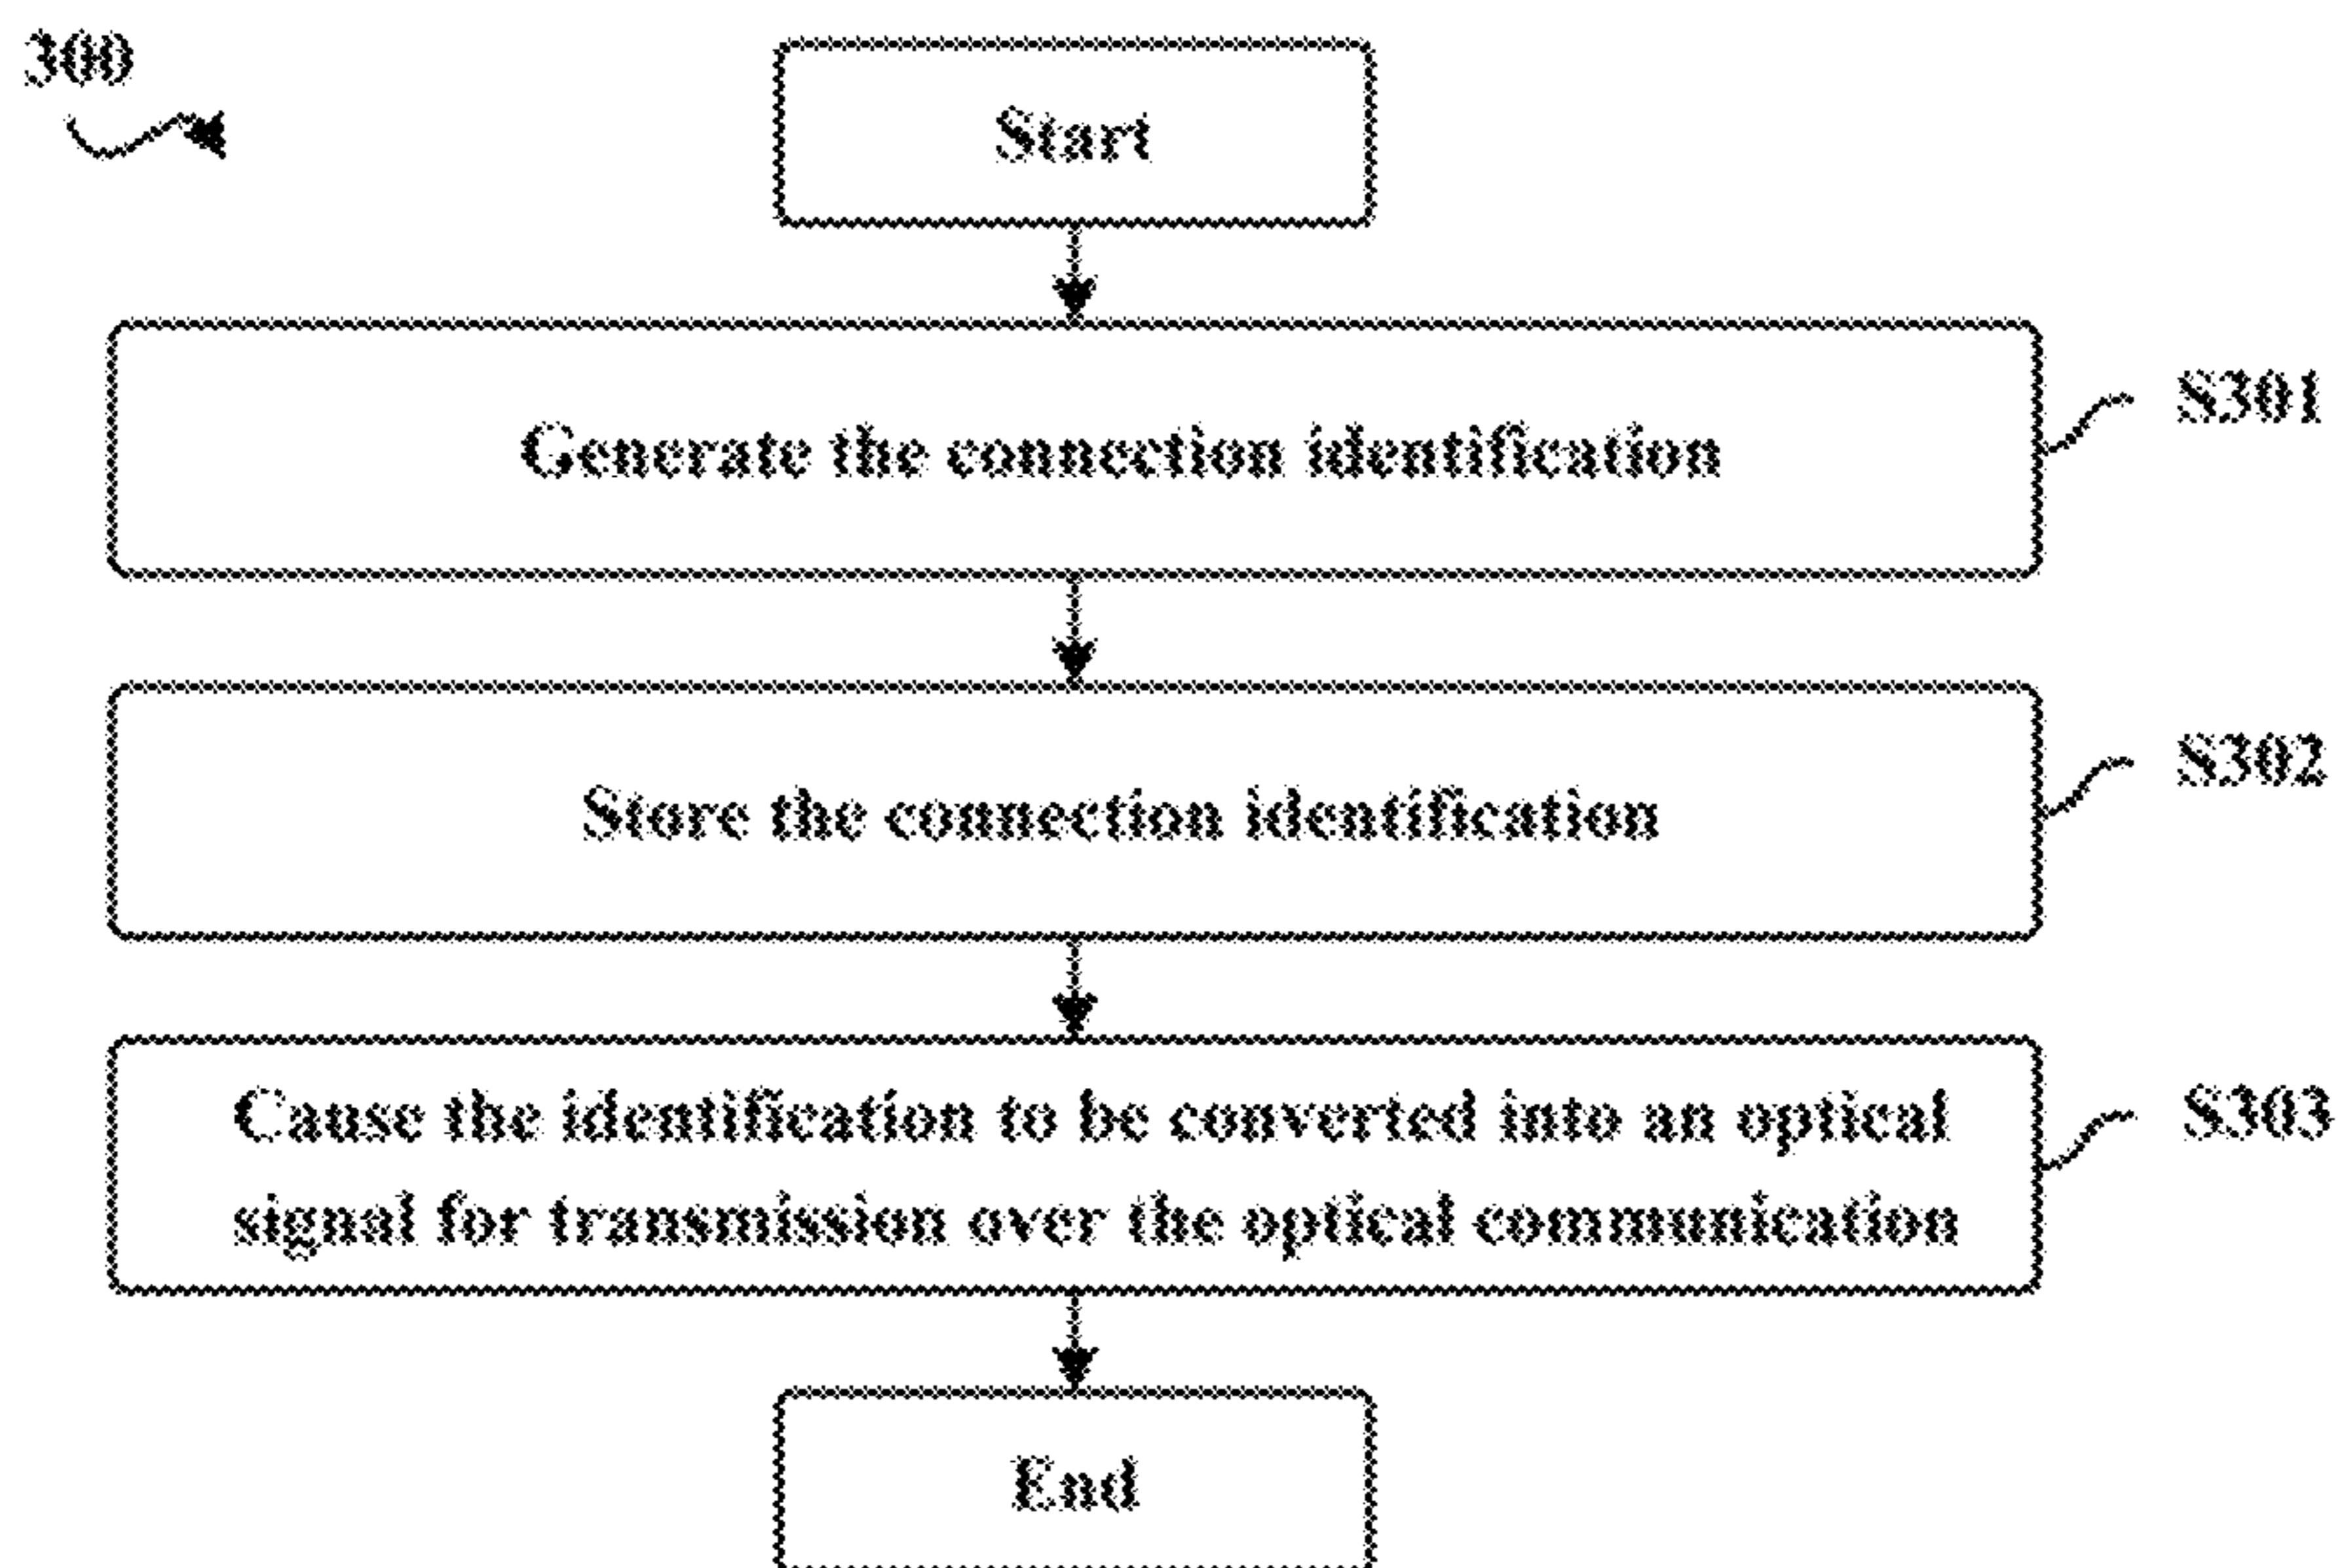 300
Start
Generate the connection identification
S301
Store the connection identification
S302
Cause the identification to be converted into an optical
signal for transmission over the optical communication
S303
End